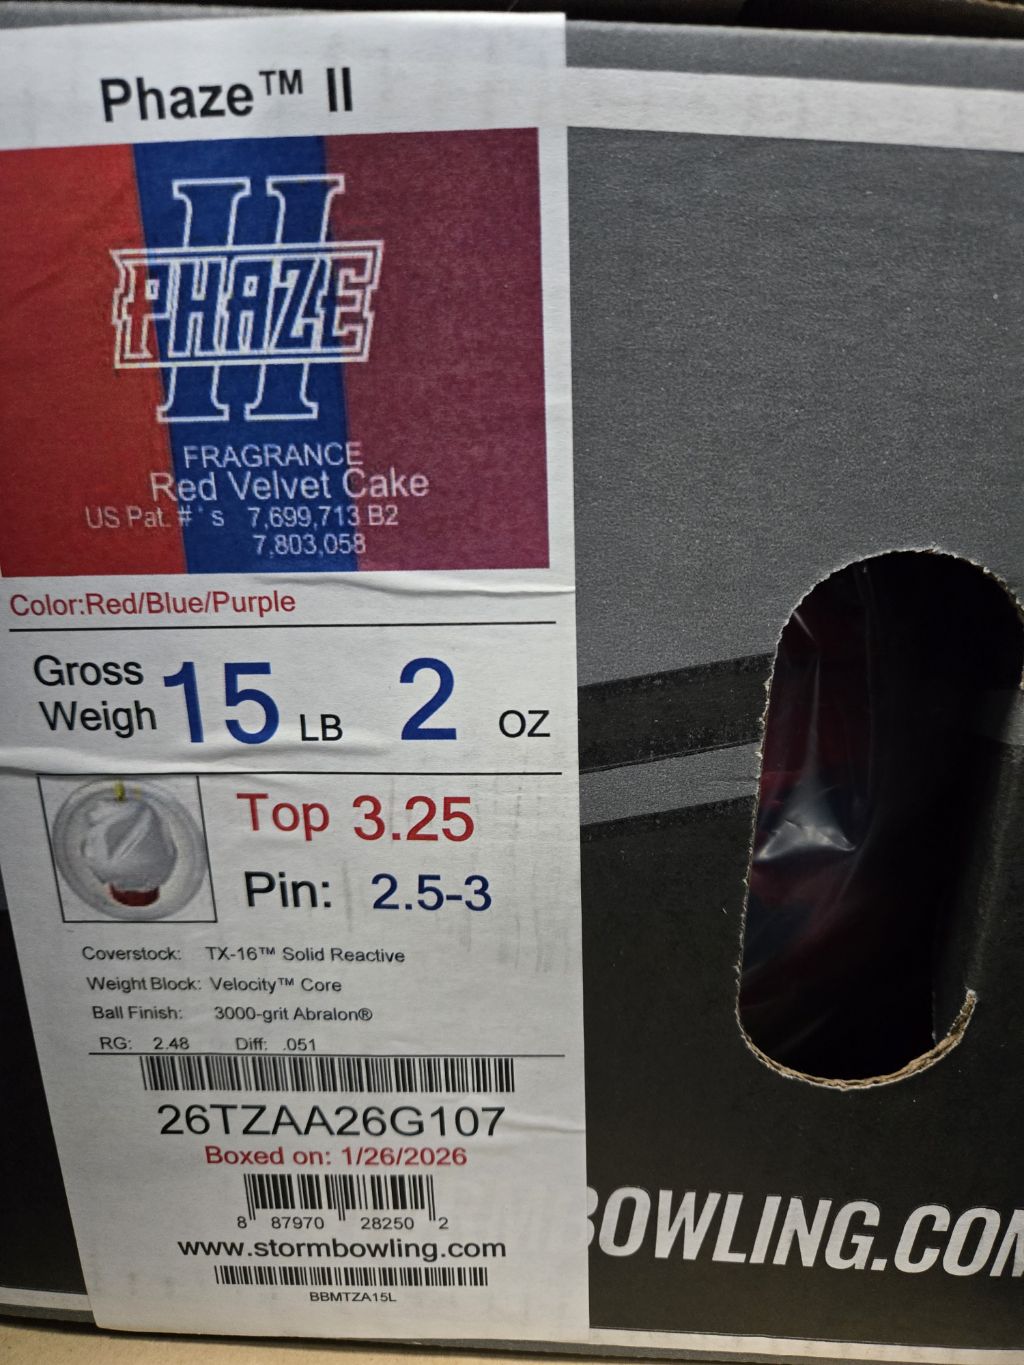 Phaze™ II
II
PHAZE
FRAGRANCE
Red Velvet Cake
US Pat. #'s 7,699,713 B2
7,803,058
Color:Red/Blue/Purple
Gross
Weigh 15 LB 2 OZ
Top 3.25
Pin: 2.5-3
Coverstock: TX-16™ Solid Reactive
Weight Block: Velocity™ Core
Ball Finish: 3000-grit Abralon®
RG: 2.48 Diff: .051
26TZAA26G107
Boxed on: 1/26/2026
8 87970 28250 2
www.stormbowling.com
BBMTZA15L
BOWLING.COM